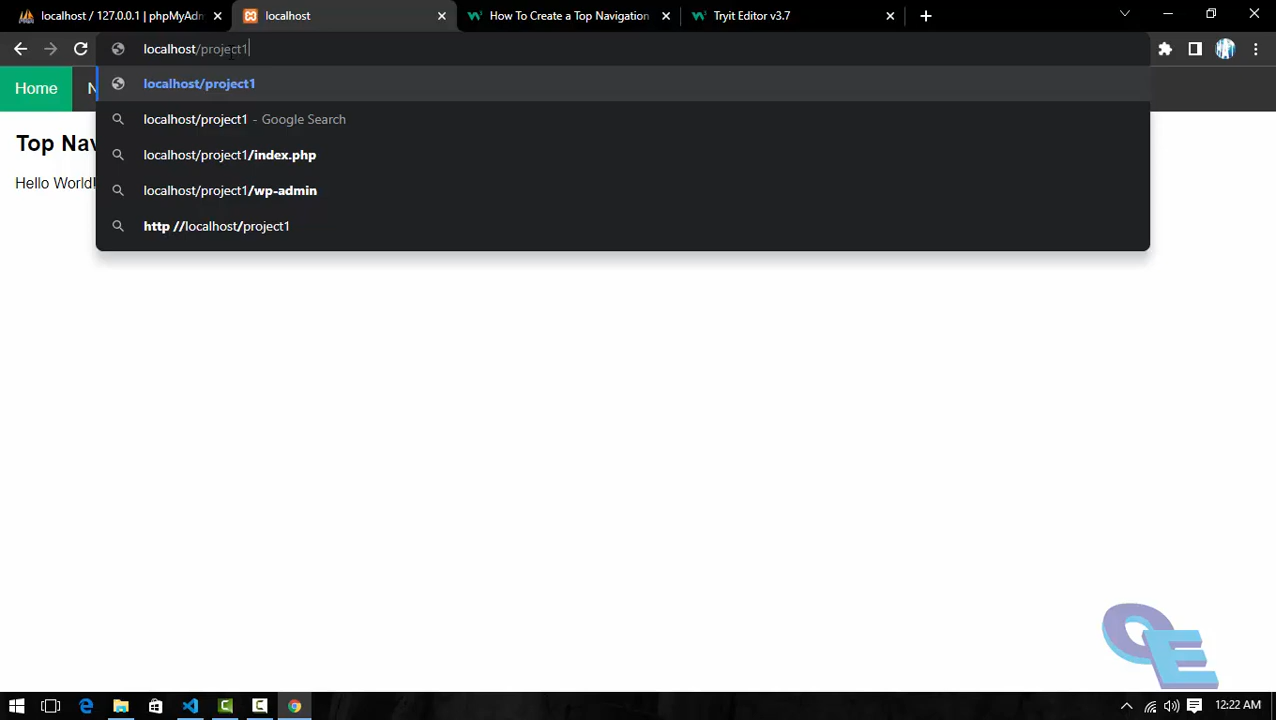 localhost / 127.0.0.1 | phpMyAdm
localhost
How To Create a Top Navigation
Tryit Editor v3.7
localhost/project1
localhost/project1
localhost/project1 - Google Search
localhost/project1/index.php
localhost/project1/wp-admin
http //localhost/project1
Home
N
Top Nav
Hello World!
OE
12:22 AM